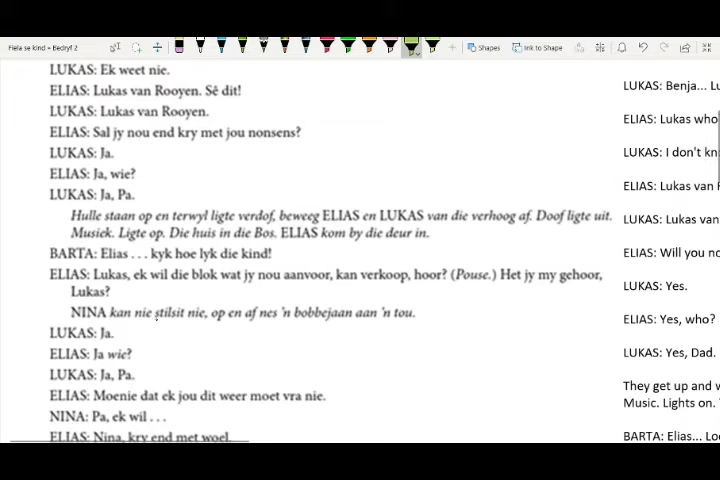 Fiela se kind » Bedryf 2
Shapes
Ink to Shape
LUKAS: Ek weet nie.
ELIAS: Lukas van Rooyen. Sê dit!
LUKAS: Lukas van Rooyen.
ELIAS: Sal jy nou end kry met jou nonsens?
LUKAS: Ja.
ELIAS: Ja, wie?
LUKAS: Ja, Pa.
Hulle staan op en terwyl ligte verdof, beweeg ELIAS en LUKAS van die verhoog af. Doof ligte uit.
Musiek. Ligte op. Die huis in die Bos. ELIAS kom by die deur in.
BARTA: Elias . . . kyk hoe lyk die kind!
ELIAS: Lukas, ek wil die blok wat jy nou aanvoor, kan verkoop, hoor? (Pouse.) Het jy my gehoor,
Lukas?
NINA kan nie stilsit nie, op en af nes 'n bobbejaan aan 'n tou.
LUKAS: Ja.
ELIAS: Ja wie?
LUKAS: Ja, Pa.
ELIAS: Moenie dat ek jou dit weer moet vra nie.
NINA: Pa, ek wil . . .
ELIAS: Nina, kry end met woel.
LUKAS: Benja... Lu
ELIAS: Lukas who
LUKAS: I don't kn
ELIAS: Lukas van
LUKAS: Lukas van
ELIAS: Will you no
LUKAS: Yes.
ELIAS: Yes, who?
LUKAS: Yes, Dad.
They get up and w
Music. Lights on.
BARTA: Elias... Loo